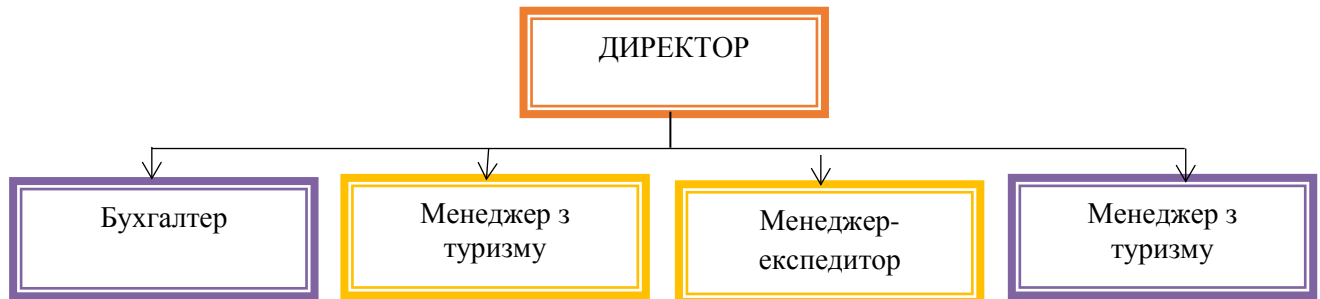 ДИРЕКТОР
Бухгалтер
Менеджер з
туризму
Менеджер-
експедитор
Менеджер з
туризму